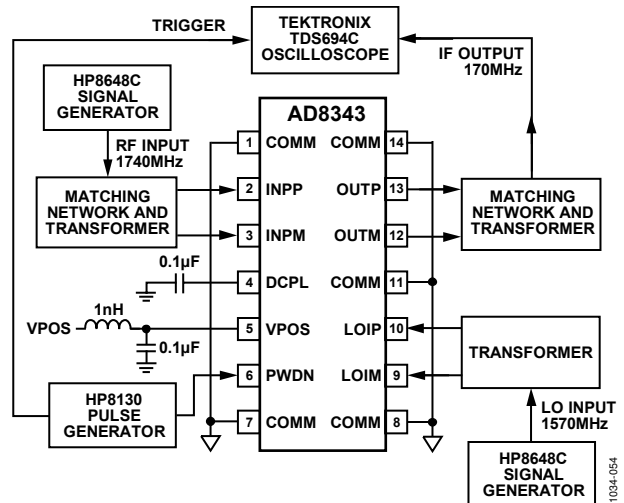 TRIGGER
TEKTRONIX
TDS694C
OSCILLOSCOPE
IF OUTPUT
170MHz
HP8648C
SIGNAL
GENERATOR
RF INPUT
1740MHz
MATCHING
NETWORK AND
TRANSFORMER
AD8343
1 COMM COMM 14
2 INPP OUTP 13
3 INPM OUTM 12
4 DCPL COMM 11
5 VPOS LOIP 10
6 PWDN LOIM 9
7 COMM COMM 8
MATCHING
NETWORK AND
TRANSFORMER
0.1µF
1nH
VPOS
0.1µF
HP8130
PULSE
GENERATOR
TRANSFORMER
LO INPUT
1570MHz
HP8648C
SIGNAL
GENERATOR
1034-054